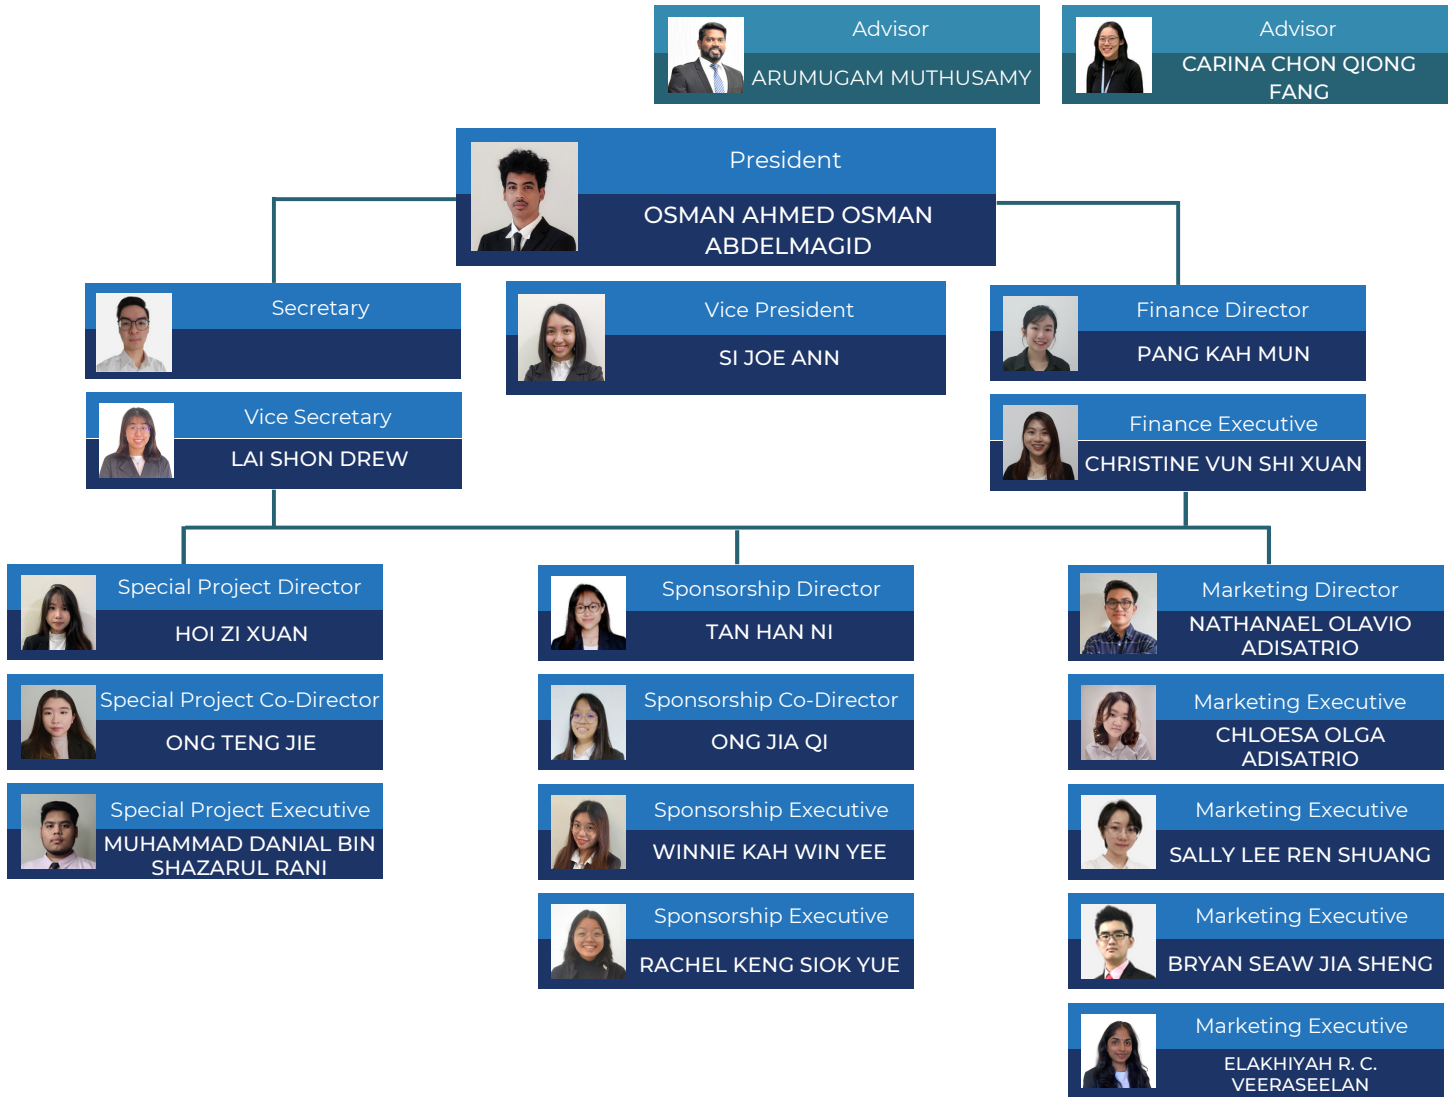 Advisor
ARUMUGAM MUTHUSAMY
Advisor
CARINA CHON QIONG
FANG
President
OSMAN AHMED OSMAN
ABDELMAGID
Secretary
Vice President
SI JOE ANN
Finance Director
PANG KAH MUN
Vice Secretary
LAI SHON DREW
Finance Executive
CHRISTINE VUN SHI XUAN
Special Project Director
HOI ZI XUAN
Special Project Co-Director
ONG TENG JIE
Special Project Executive
MUHAMMAD DANIAL BIN
SHAZARUL RANI
Sponsorship Director
TAN HAN NI
Sponsorship Co-Director
ONG JIA QI
Sponsorship Executive
WINNIE KAH WIN YEE
Sponsorship Executive
RACHEL KENG SIOK YUE
Marketing Director
NATHANAEL OLAVIO
ADISATRIO
Marketing Executive
CHLOESA OLGA
ADISATRIO
Marketing Executive
SALLY LEE REN SHUANG
Marketing Executive
BRYAN SEAW JIA SHENG
Marketing Executive
ELAKHIYAH R. C.
VEERASEELAN